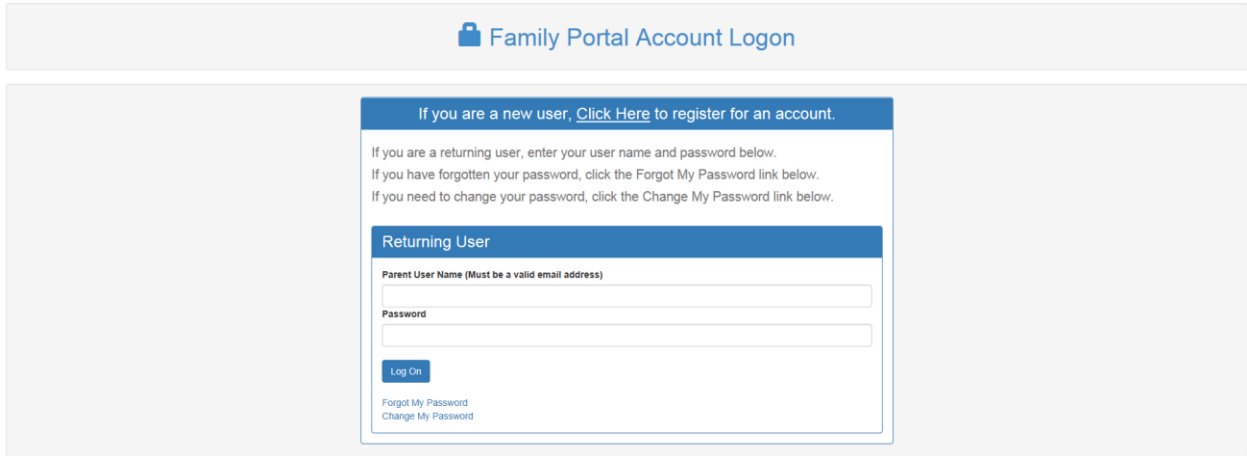 Family Portal Account Logon
If you are a new user, Click Here to register for an account.
If you are a returning user, enter your user name and password below.
If you have forgotten your password, click the Forgot My Password link below.
If you need to change your password, click the Change My Password link below.
Returning User
Parent User Name (Must be a valid email address)
Password
Log On
Forgot My Password
Change My Password